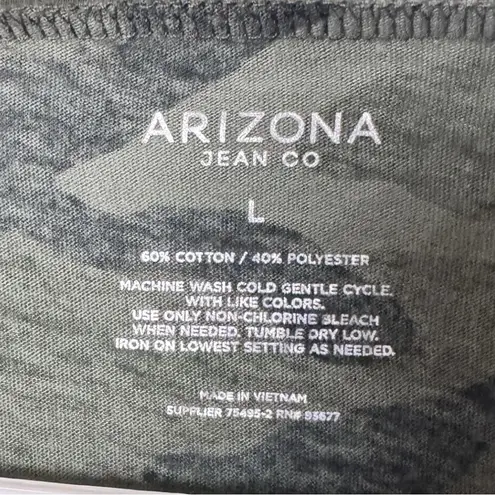 ARIZONA
JEAN CO
L
60% COTTON / 40% POLYESTER
MACHINE WASH COLD GENTLE CYCLE.
WITH LIKE COLORS.
USE ONLY NON-CHLORINE BLEACH
WHEN NEEDED. TUMBLE DRY LOW.
IRON ON LOWEST SETTING AS NEEDED.
MADE IN VIETNAM
SUPPLIER 75495-2 RN# 93677